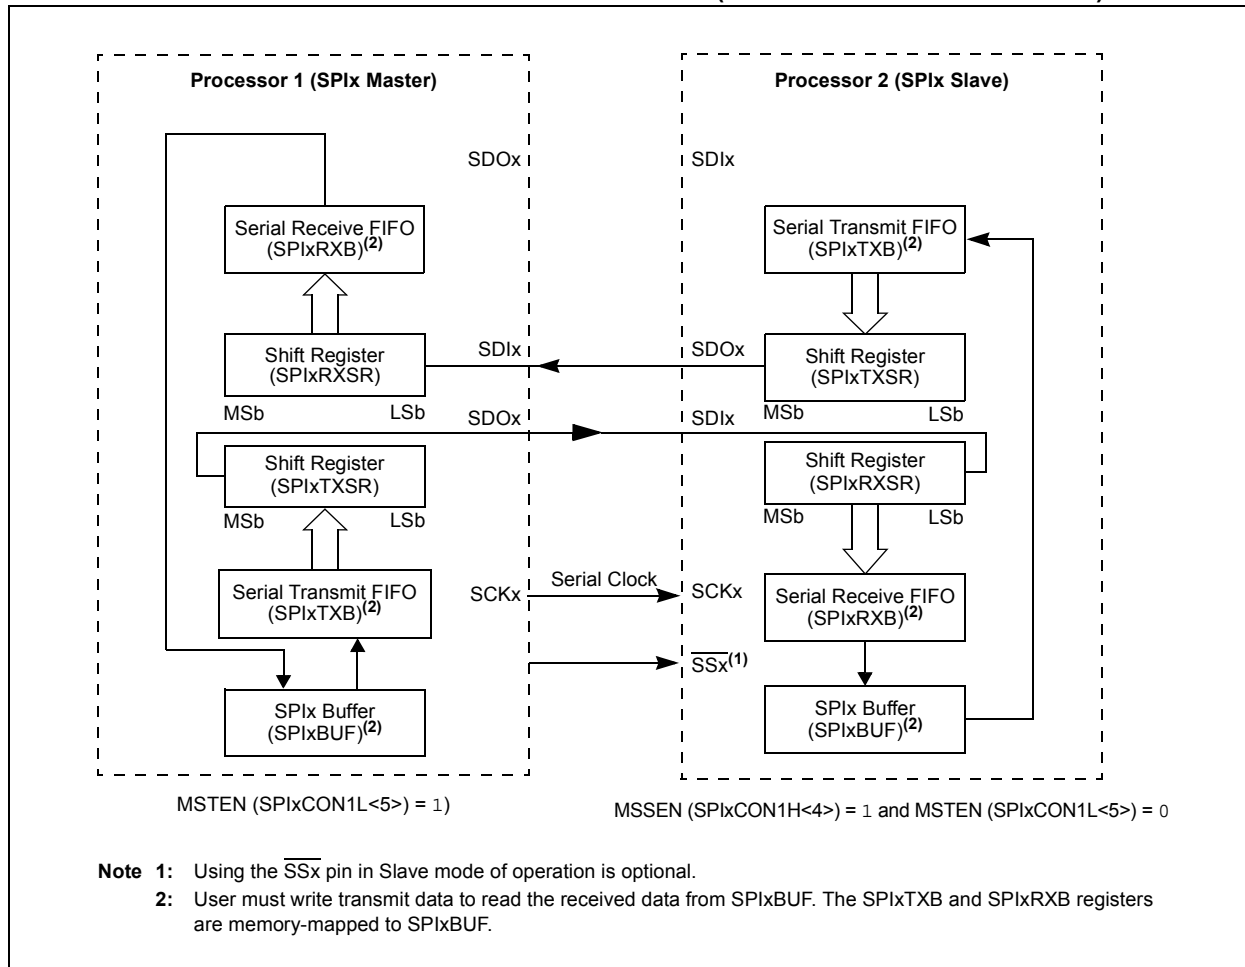 Processor 1 (SPIx Master)
Processor 2 (SPIx Slave)
SDOx
SDIx
Serial Receive FIFO
(SPIxRXB)(2)
Serial Transmit FIFO
(SPIxTXB)(2)
Shift Register
(SPIxRXSR)
SDIx
SDOx
Shift Register
(SPIxTXSR)
MSb
LSb
MSb
LSb
SDOx
SDIx
Shift Register
(SPIxTXSR)
Shift Register
(SPIxRXSR)
MSb
LSb
MSb
LSb
Serial Transmit FIFO
(SPIxTXB)(2)
SCKx
Serial Clock
SCKx
Serial Receive FIFO
(SPIxRXB)(2)
SSx(1)
SPIx Buffer
(SPIxBUF)(2)
SPIx Buffer
(SPIxBUF)(2)
MSTEN (SPIxCON1L<5>) = 1)
MSSEN (SPIxCON1H<4>) = 1 and MSTEN (SPIxCON1L<5>) = 0
Note 1: Using the SSx pin in Slave mode of operation is optional.
2: User must write transmit data to read the received data from SPIxBUF. The SPIxTXB and SPIxRXB registers
are memory-mapped to SPIxBUF.